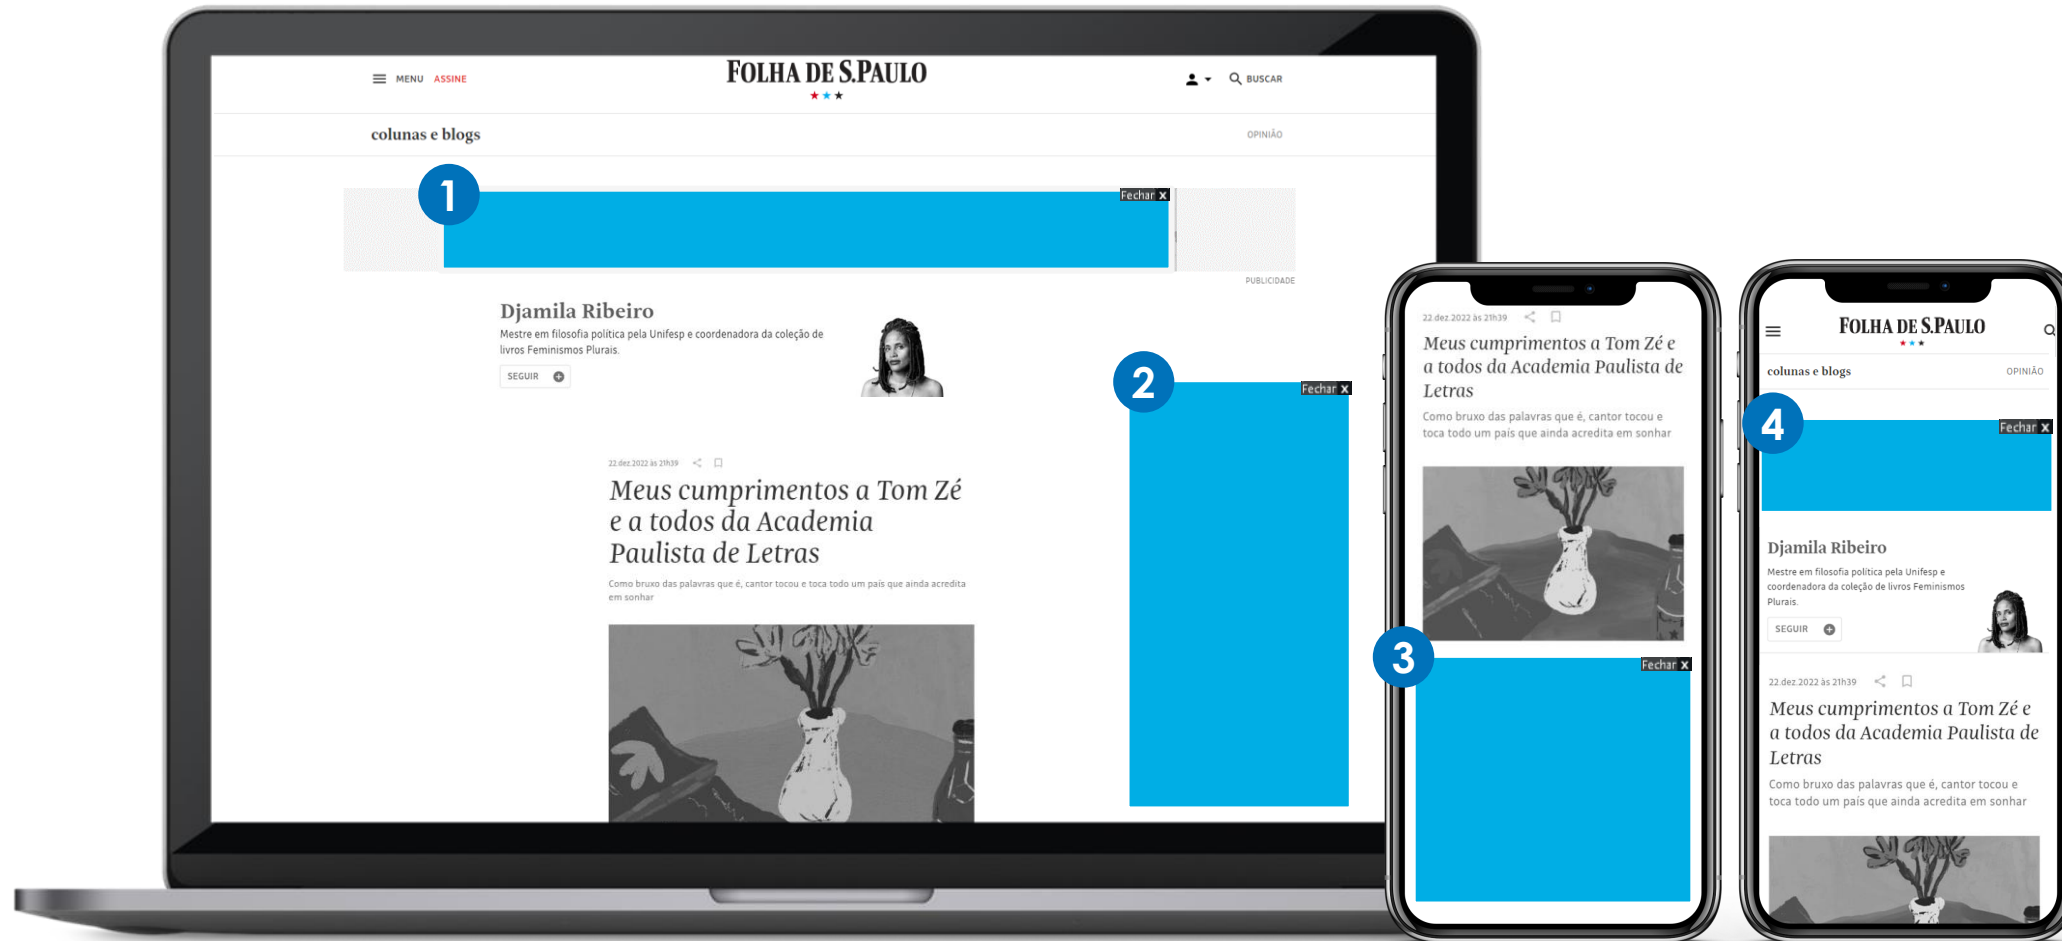 MENU ASSINE
FOLHA DE S.PAULO
BUSCAR
colunas e blogs
OPINIÃO
1
Fechar X
PUBLICIDADE
Djamila Ribeiro
Mestre em filosofia política pela Unifesp e coordenadora da coleção de
livros Feminismos Plurais.
SEGUIR
2
Fechar X
22.dez.2022 às 21h39
Meus cumprimentos a Tom Zé
e a todos da Academia
Paulista de Letras
Como bruxo das palavras que é, cantor tocou e toca todo um país que ainda acredita
em sonhar
22.dez.2022 às 21h39
Meus cumprimentos a Tom Zé e
a todos da Academia Paulista de
Letras
Como bruxo das palavras que é, cantor tocou e
toca todo um país que ainda acredita em sonhar
3
Fechar X
FOLHA DE S.PAULO
colunas e blogs
OPINIÃO
4
Fechar X
Djamila Ribeiro
Mestre em filosofia política pela Unifesp e
coordenadora da coleção de livros Feminismos
Plurais.
SEGUIR
22.dez.2022 às 21h39
Meus cumprimentos a Tom Zé e
a todos da Academia Paulista de
Letras
Como bruxo das palavras que é, cantor tocou e
toca todo um país que ainda acredita em sonhar